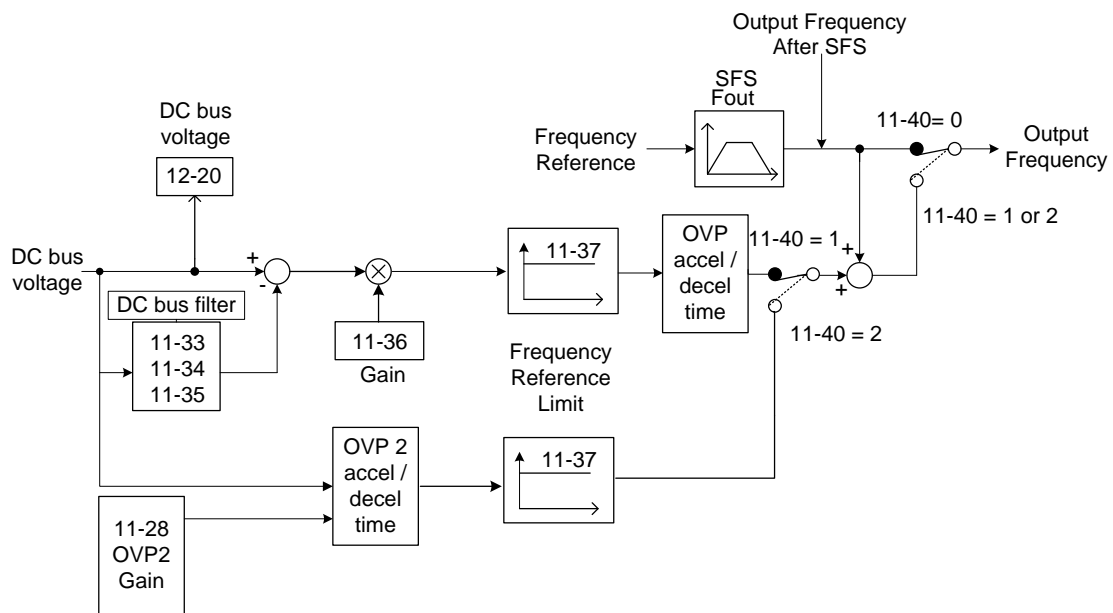 Output Frequency
After SFS
SFS
Fout
DC bus
voltage
11-40= 0
Frequency
Reference
Output
Frequency
12-20
11-40 = 1 or 2
DC bus
voltage
+
-
11-37
OVP
accel /
decel
time
11-40 = 1
+
+
DC bus filter
11-33
11-34
11-35
11-36
Gain
11-40 = 2
Frequency
Reference
Limit
OVP 2
accel /
decel
time
11-37
11-28
OVP2
Gain